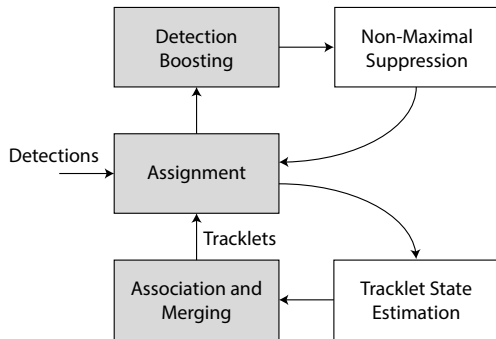 Detection
Boosting
Non-Maximal
Suppression
Detections
Assignment
Tracklets
Association and
Merging
Tracklet State
Estimation